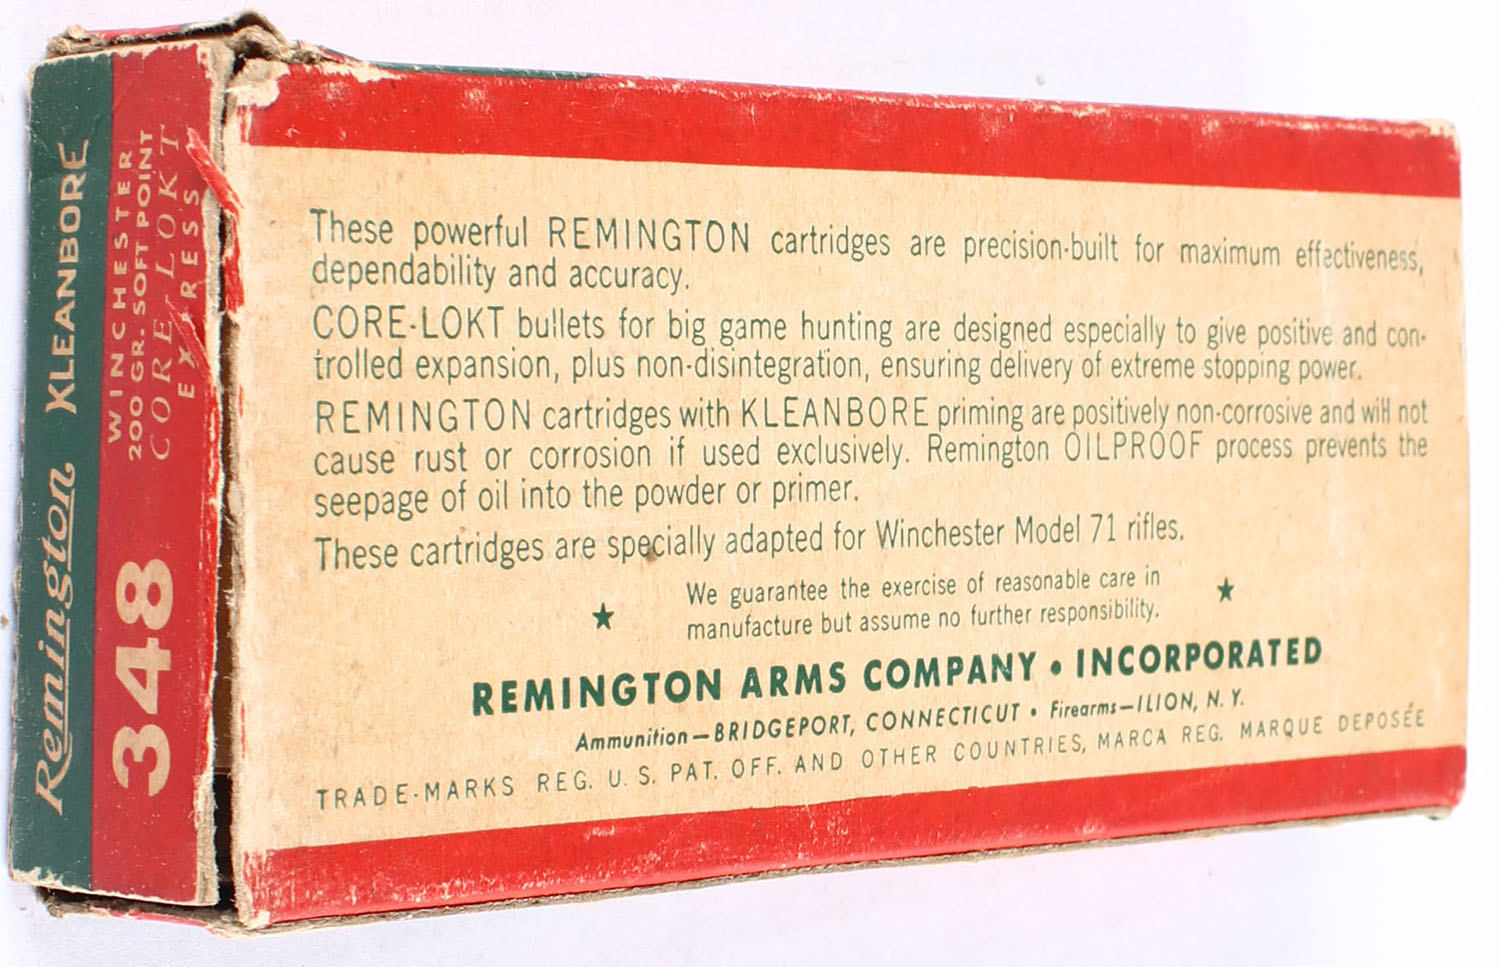 Remington KLEANBORE
348
WINCHESTER
200 GR. SOFT POINT
CORE-LOKT
EXPRESS
These powerful REMINGTON cartridges are precision-built for maximum effectiveness,
dependability and accuracy.
CORE-LOKT bullets for big game hunting are designed especially to give positive and con-
trolled expansion, plus non-disintegration, ensuring delivery of extreme stopping power.
REMINGTON cartridges with KLEANBORE priming are positively non-corrosive and will not
cause rust or corrosion if used exclusively. Remington OILPROOF process prevents the
seepage of oil into the powder or primer.
These cartridges are specially adapted for Winchester Model 71 rifles.
We guarantee the exercise of reasonable care in
manufacture but assume no further responsibility.
REMINGTON ARMS COMPANY • INCORPORATED
Ammunition—BRIDGEPORT, CONNECTICUT • Firearms—ILION, N. Y.
TRADE-MARKS REG. U. S. PAT. OFF. AND OTHER COUNTRIES, MARCA REG. MARQUE DEPOSÉE